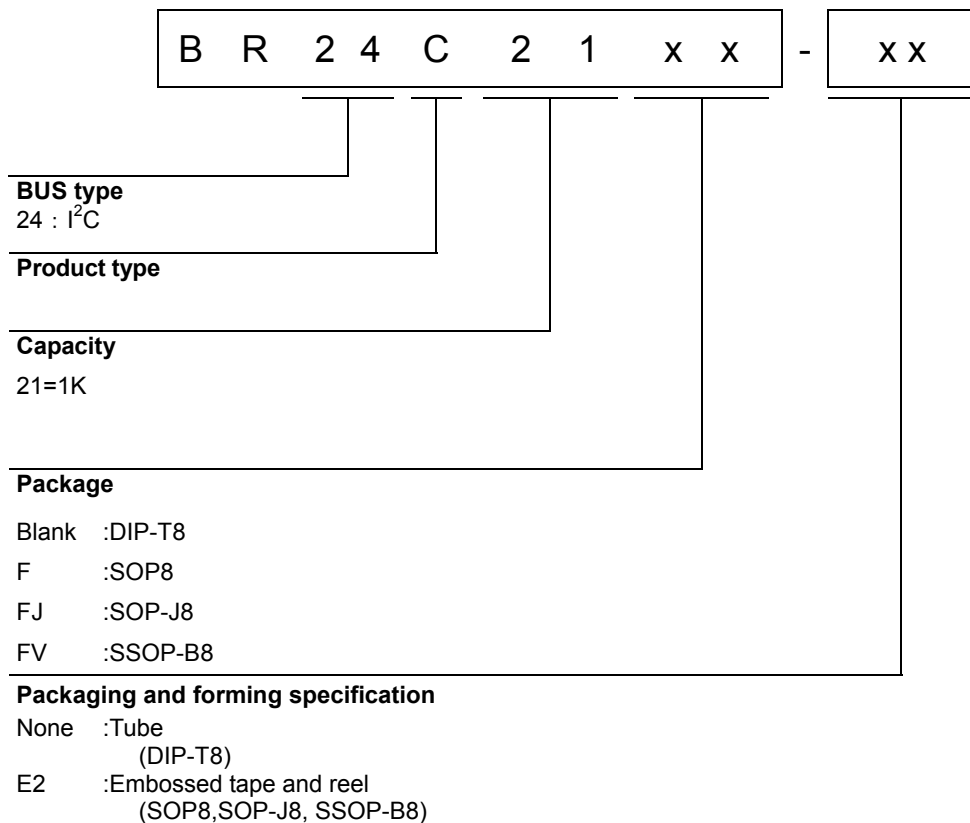 B R 2 4 C 2 1 x x - x x
BUS type
24 : I²C
Product type
Capacity
21=1K
Package
Blank :DIP-T8
F :SOP8
FJ :SOP-J8
FV :SSOP-B8
Packaging and forming specification
None :Tube
(DIP-T8)
E2 :Embossed tape and reel
(SOP8,SOP-J8, SSOP-B8)